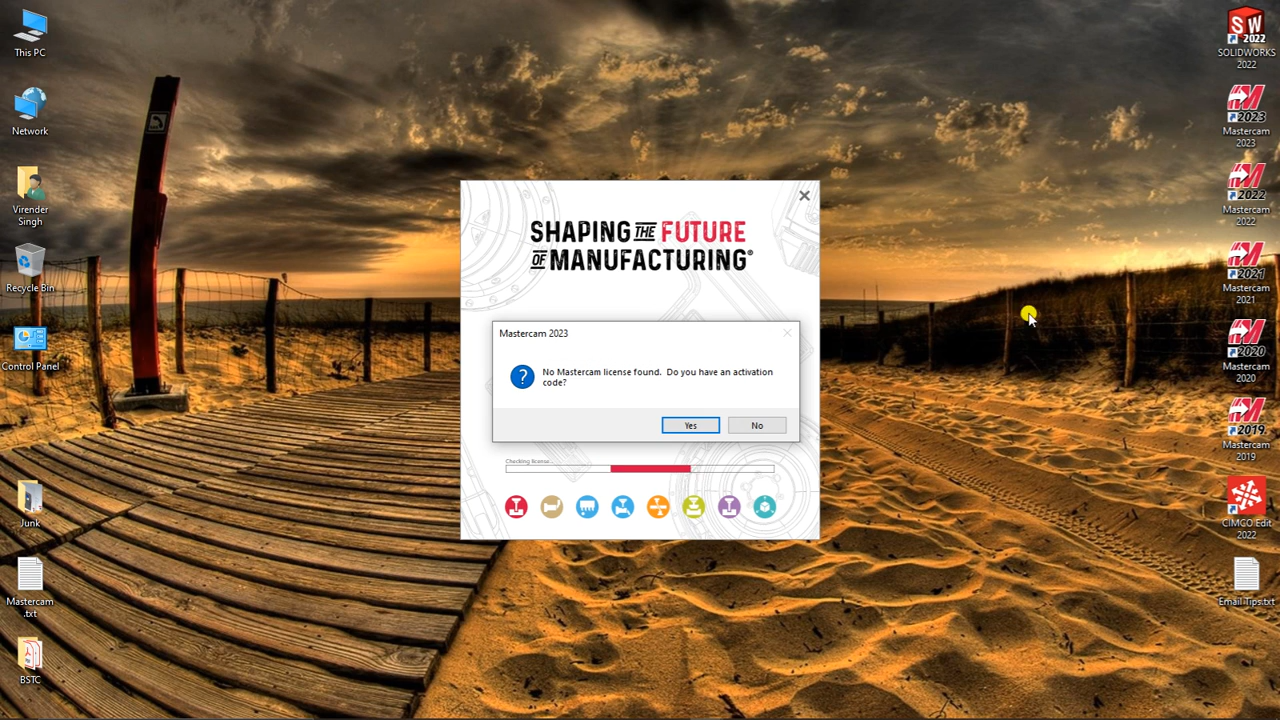 This PC
Network
Virender
Singh
Recycle Bin
Control Panel
Junk
Mastercam
.txt
BSTC
SHAPING THE FUTURE
OF MANUFACTURING®
Mastercam 2023
No Mastercam license found. Do you have an activation
code?
Yes
No
Checking license...
SW
2022
SOLIDWORKS
2022
2023
Mastercam
2023
2022
Mastercam
2022
2021
Mastercam
2021
2020
Mastercam
2020
2019
Mastercam
2019
CIMCO Edit
2022
Email Tips.txt